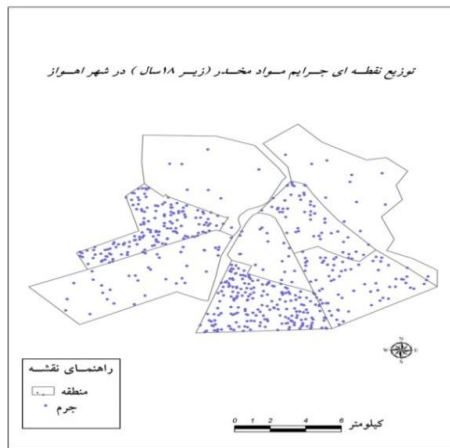 توزیع نقطه ای جرایم مواد مخدر (زیر ۱۸سال ) در شهر اهواز
N
W E
S
راهنمای نقشه
منطقه
جرم
0 1 2 4 6
کیلومتر